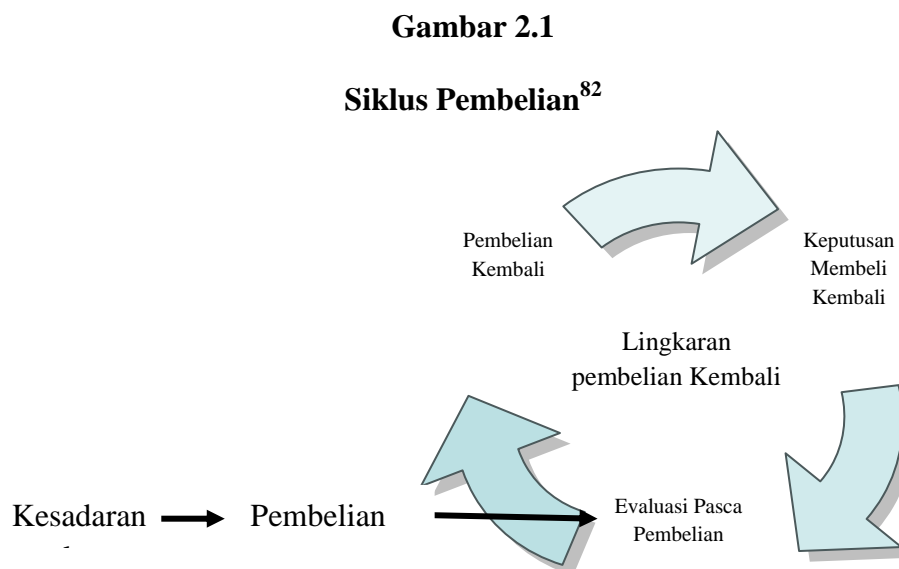 Gambar 2.1
Siklus Pembelian82
Pembelian
Kembali
Keputusan
Membeli
Kembali
Lingkaran
pembelian Kembali
Kesadaran
Pembelian
Evaluasi Pasca
Pembelian